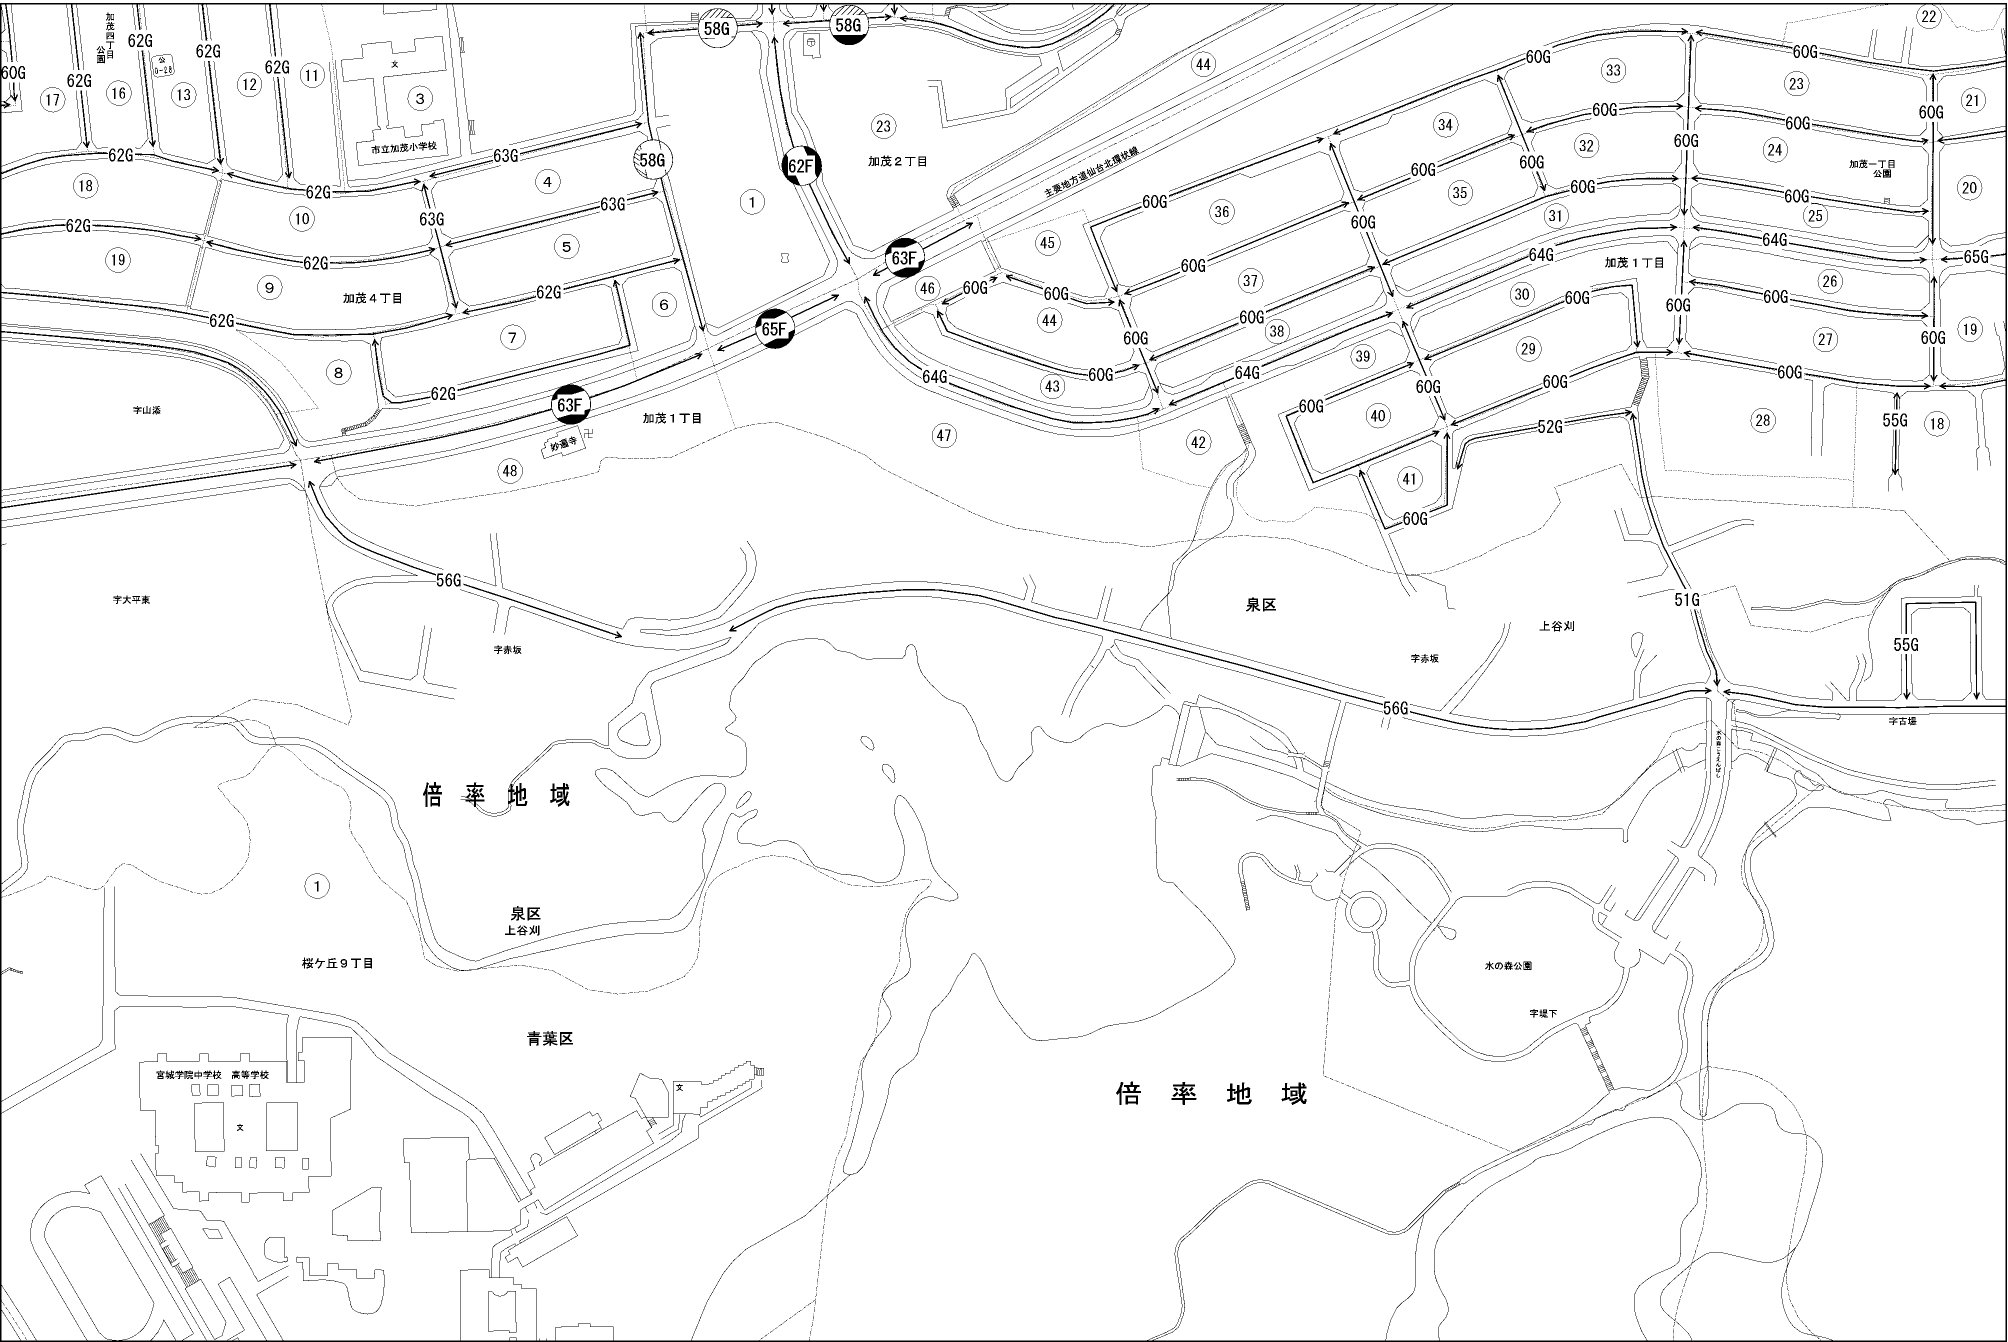 58G
58G
加茂四丁目
公園
公
0-28
62G
62G
62G
62G
60G
17
16
13
12
11
文
3
市立加茂小学校
62G
62G
63G
58G
62F
23
加茂2丁目
44
主要地方道仙台北環状線
22
60G
60G
33
23
21
60G
60G
60G
34
32
24
加茂一丁目
公園
20
60G
60G
60G
60G
18
10
63G
4
1
63G
62G
62G
5
19
9
加茂4丁目
62G
62G
6
7
8
62G
65F
63F
63F
加茂1丁目
妙遍寺
48
47
字山添
45
46
60G
60G
44
60G
43
60G
64G
36
60G
60G
35
31
25
60G
37
60G
60G
64G
加茂1丁目
64G
65G
60G
26
60G
30
60G
38
39
29
27
60G
19
64G
60G
60G
60G
60G
40
52G
28
55G
18
42
41
60G
字大平東
56G
字赤坂
泉区
上谷刈
字赤坂
51G
55G
56G
字古堤
倍率地域
1
泉区
上谷刈
桜ケ丘9丁目
青葉区
水の森公園
字堤下
宮城学院中学校 高等学校
文
文
倍率地域